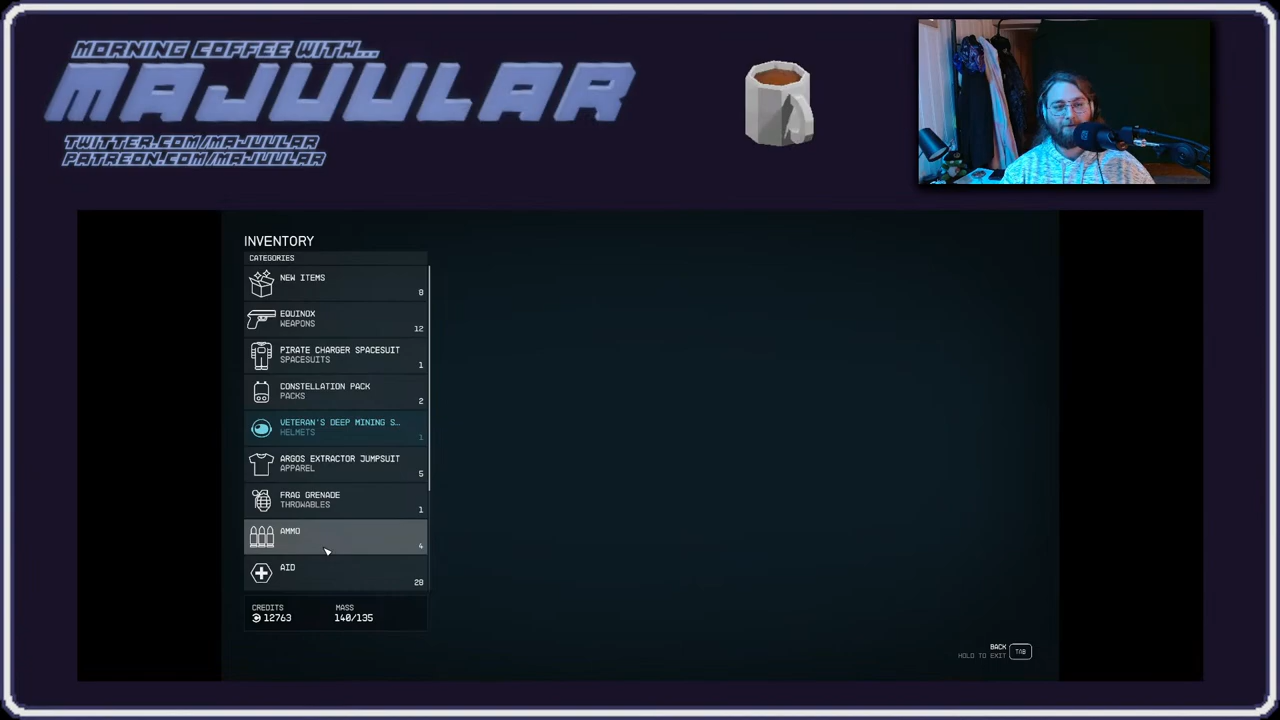 MORNING COFFEE WITH...
MAJUULAR
TWITTER.COM/MAJUULAR
PATREON.COM/MAJUULAR
INVENTORY
CATEGORIES
NEW ITEMS
8
EQUINOX
WEAPONS
12
PIRATE CHARGER SPACESUIT
SPACESUITS
1
CONSTELLATION PACK
PACKS
2
VETERAN'S DEEP MINING S...
HELMETS
1
ARGOS EXTRACTOR JUMPSUIT
APPAREL
5
FRAG GRENADE
THROWABLES
1
AMMO
4
AID
28
CREDITS
12763
MASS
140/135
BACK
HOLD TO EXIT
TAB